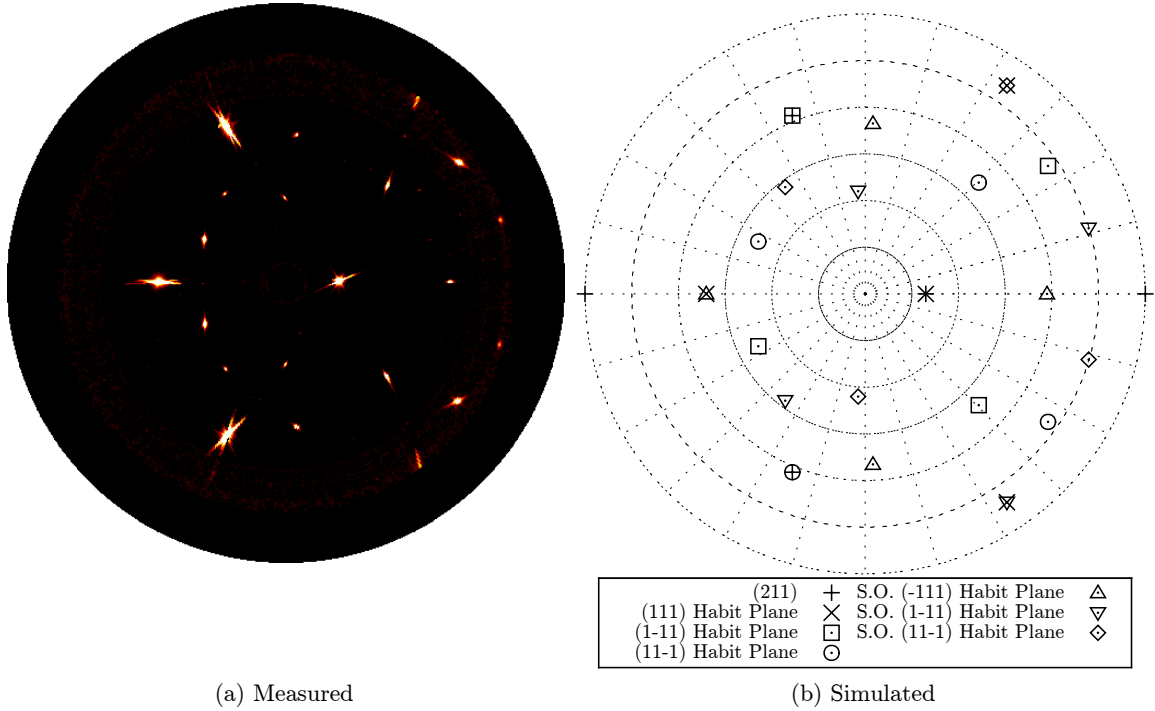 (211) + S.O. (-111) Habit Plane △
(111) Habit Plane × S.O. (1-11) Habit Plane ▽
(1-11) Habit Plane □ S.O. (11-1) Habit Plane ◇
(11-1) Habit Plane ○
(a) Measured
(b) Simulated